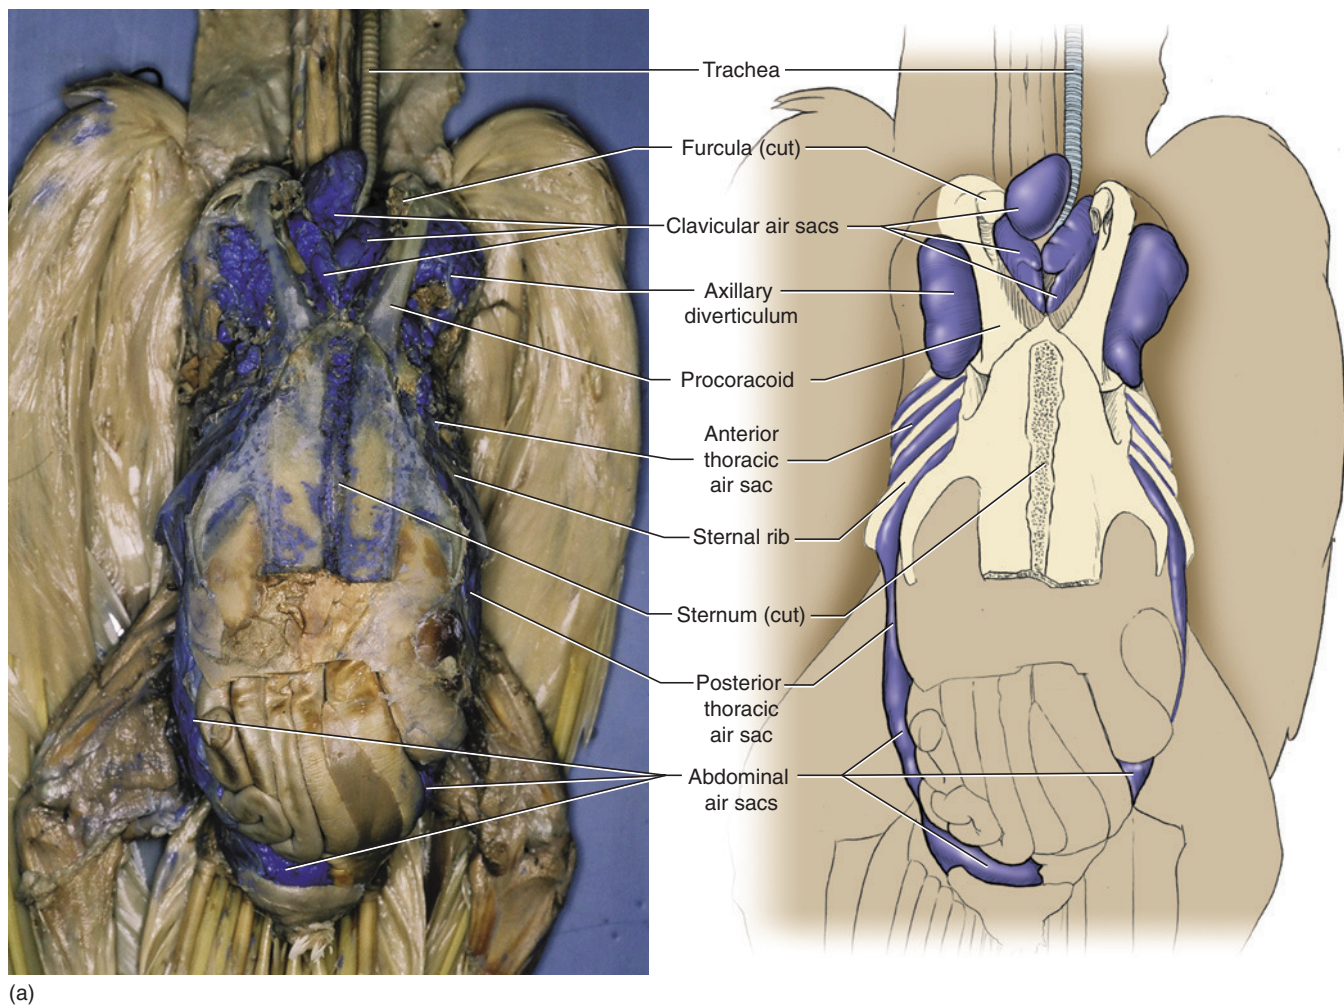 Trachea
Furcula (cut)
Clavicular air sacs
Axillary
diverticulum
Procoracoid
Anterior
thoracic
air sac
Sternal rib
Sternum (cut)
Posterior
thoracic
air sac
Abdominal
air sacs
(a)